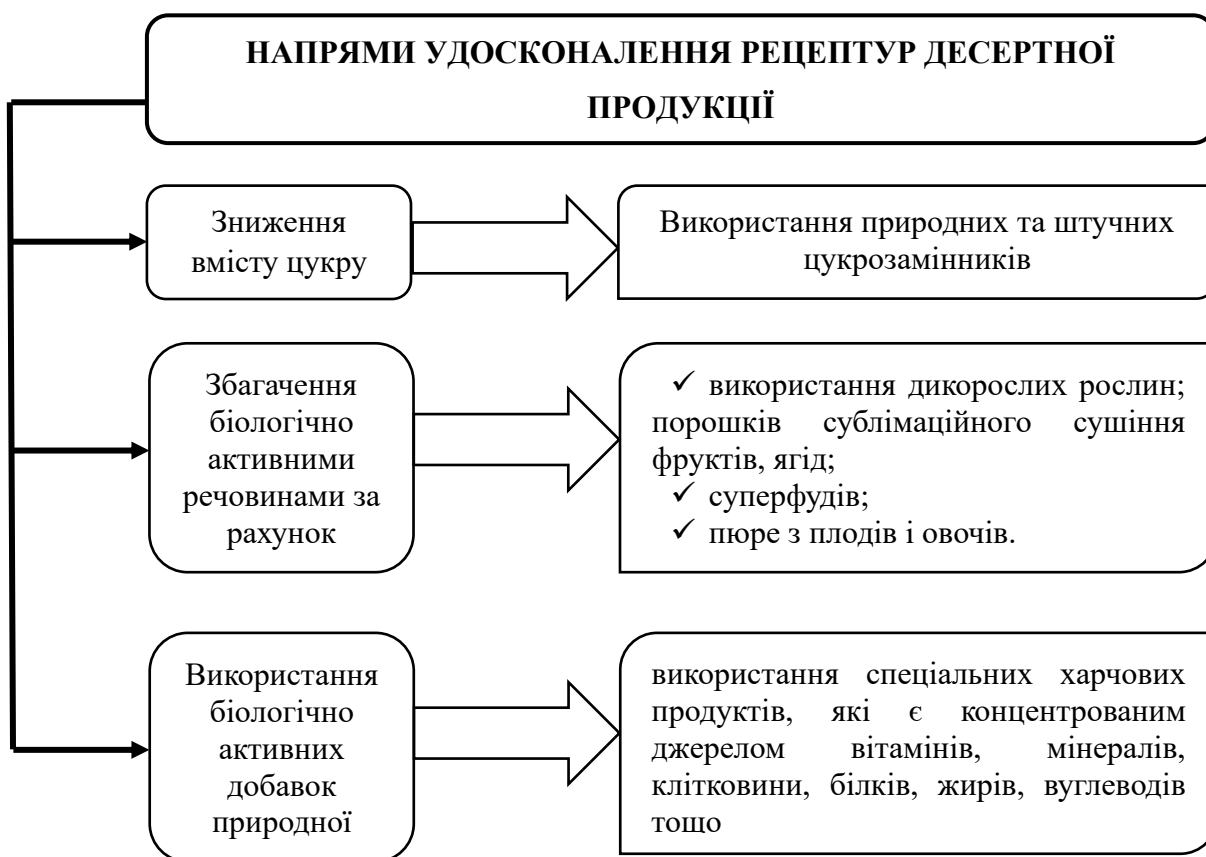 НАПРЯМИ УДОСКОНАЛЕННЯ РЕЦЕПТУР ДЕСЕРТНОЇ
ПРОДУКЦІЇ
Зниження
вмісту цукру
Використання природних та штучних
цукрозамінників
Збагачення
біологічно
активними
речовинами за
рахунок
✓ використання дикорослих рослин;
порошків сублімаційного сушіння
фруктів, ягід;
✓ суперфудів;
✓ пюре з плодів і овочів.
Використання
біологічно
активних
добавок
природної
використання спеціальних харчових
продуктів, які є концентрованим
джерелом вітамінів, мінералів,
клітковини, білків, жирів, вуглеводів
тощо